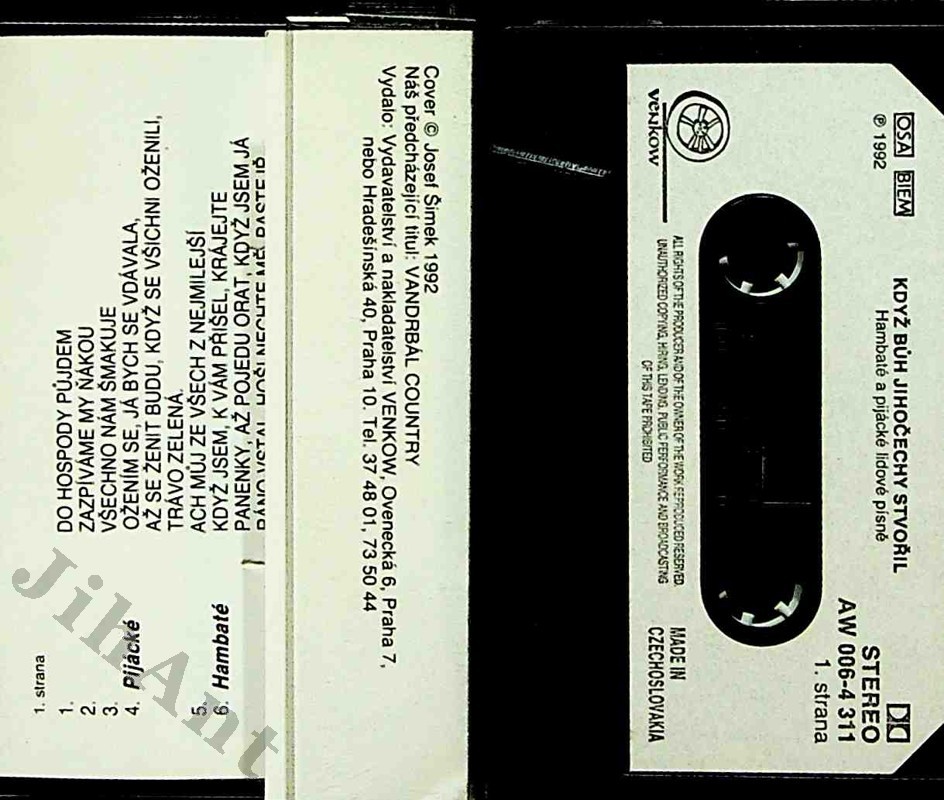 1. strana
1. DO HOSPODY PŮJDEM
2. ZAZPÍVÁME MY ŇÁKOU
3. VŠECHNO NÁM ŠMAKUJE
4. Pijácké OŽENÍM SE, JÁ BYCH SE VDÁVALA,
AŽ SE ŽENIT BUDU, KDYŽ SE VŠICHNI OŽENILI,
TRÁVO ZELENÁ.
5. ACH MŮJ ZE VŠECH Z NEJMILEJŠÍ
6. Hambaté KDYŽ JSEM, K VÁM PŘIŠEL, KRÁJEJTE
PANENKY, AŽ POJEDU ORAT, KDYŽ JSEM JÁ
RÁNO VSTAL, HOŠI NECHTE MĚ,
Cover © Josef Šimek 1992
Náš předcházející titul: VANDRBÁL COUNTRY
Vydalo: Vydavatelství a nakladatelství VENKOW, Ovenecká 6, Praha 7,
nebo Hradešínská 40, Praha 10. Tel. 37 48 01, 73 50 44
JihAnt
OSA BIEM
℗ 1992
venkow
KDYŽ BŮH JIHOČECHY STVOŘIL
Hambaté a pijácké lidové písně
STEREO
AW 006-4 311
1. strana
ALL RIGHTS OF THE PRODUCER AND OF THE OWNER OF THE WORK REPRODUCED RESERVED.
UNAUTHORIZED COPYING, HIRING, LENDING, PUBLIC PERFORMANCE AND BROADCASTING
OF THIS TAPE PROHIBITED
MADE IN
CZECHOSLOVAKIA